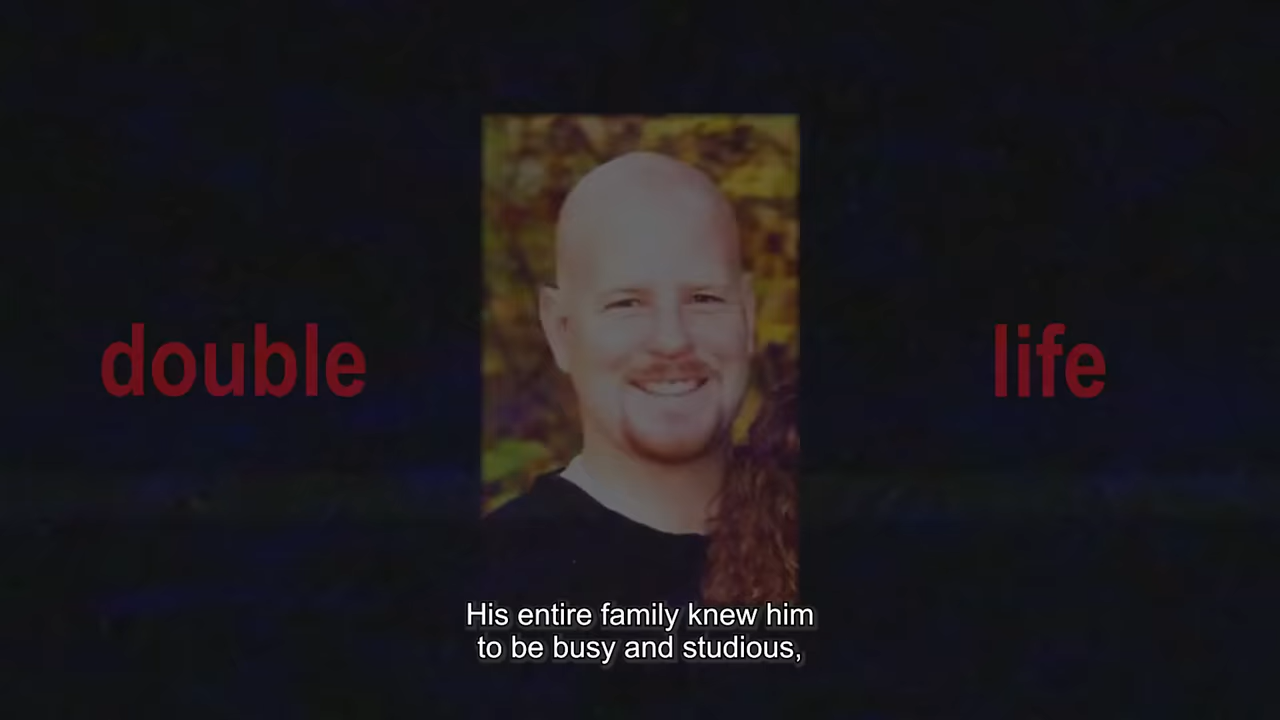 double life
His entire family knew him
to be busy and studious,